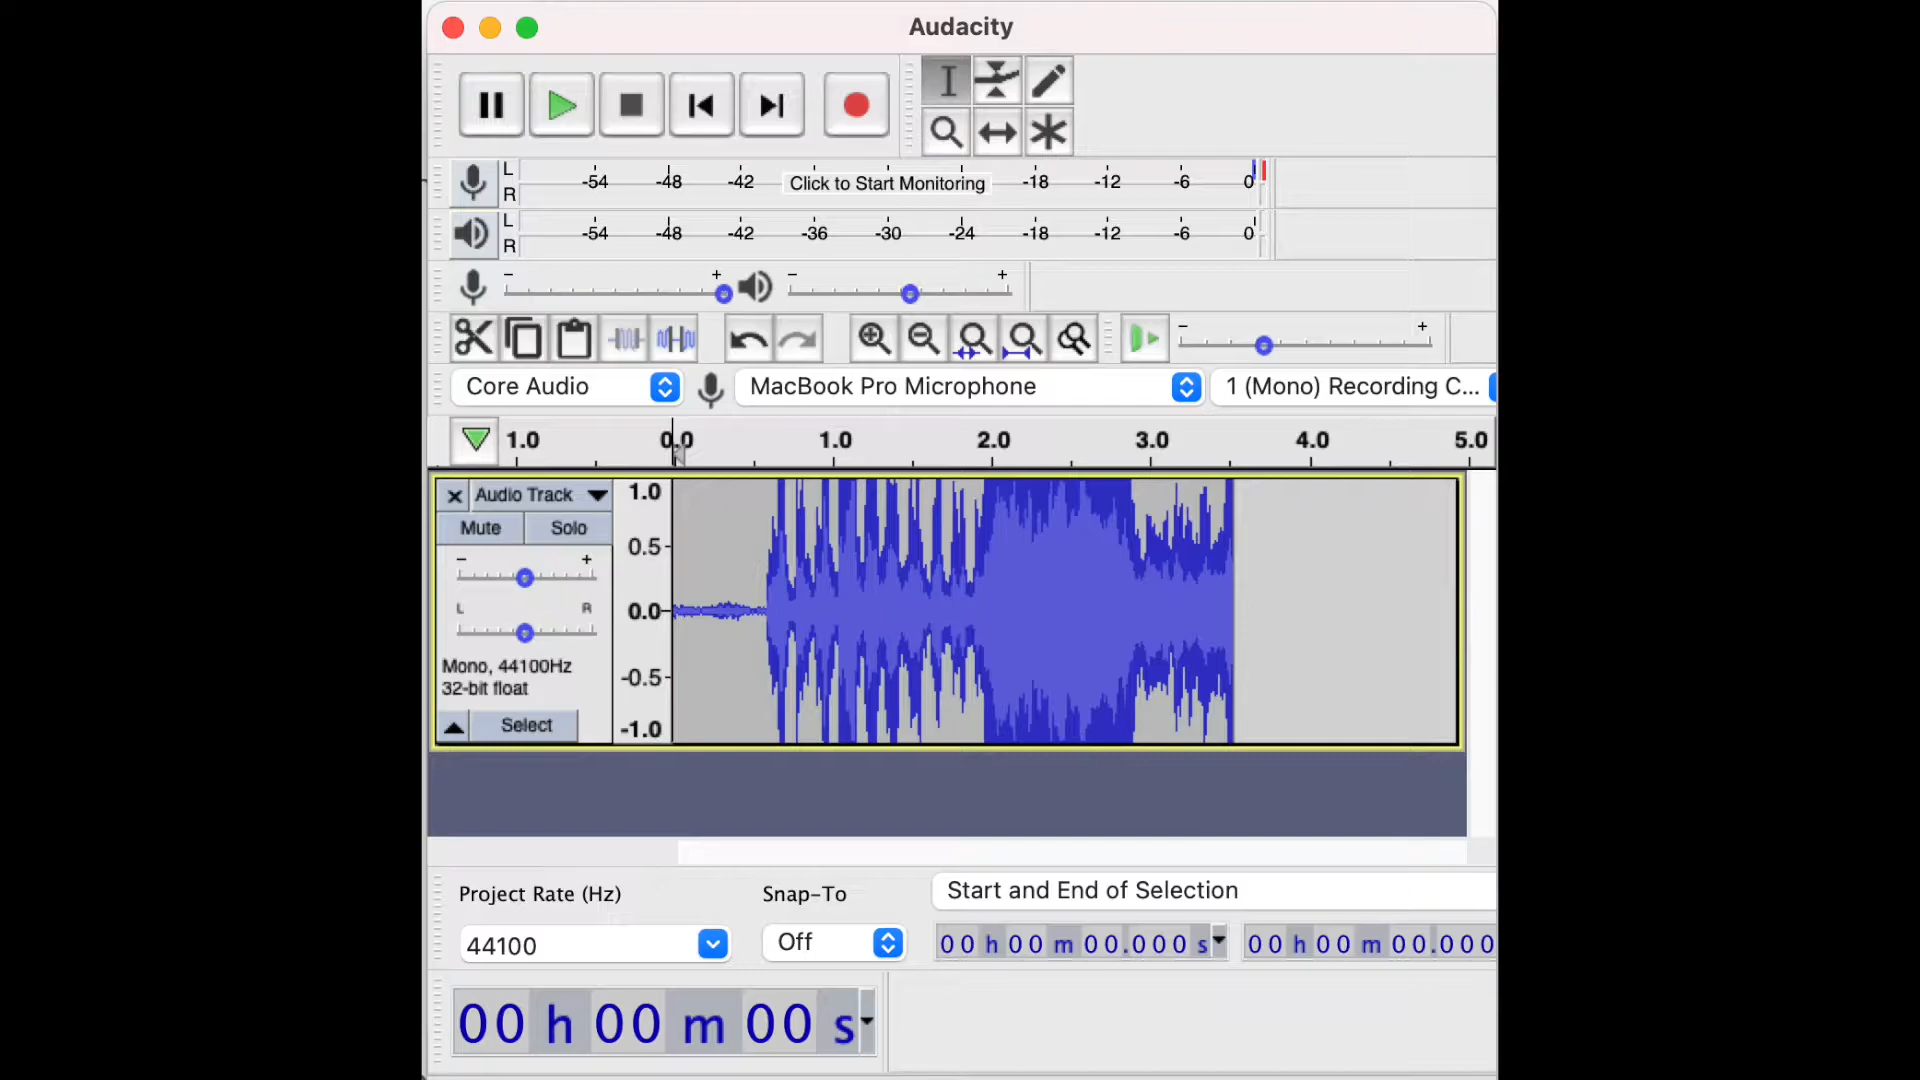 Audacity
L
R
-54 -48 -42 Click to Start Monitoring -18 -12 -6 0
L
R
-54 -48 -42 -36 -30 -24 -18 -12 -6 0
- + - +
- +
Core Audio MacBook Pro Microphone 1 (Mono) Recording C...
1.0 0.0 1.0 2.0 3.0 4.0 5.0
Audio Track 1.0
Mute Solo
- + 0.5
L R 0.0
Mono, 44100Hz
32-bit float -0.5
Select -1.0
Project Rate (Hz) Snap-To Start and End of Selection
44100 Off 00 h 00 m 00.000 s 00 h 00 m 00.000
00 h 00 m 00 s